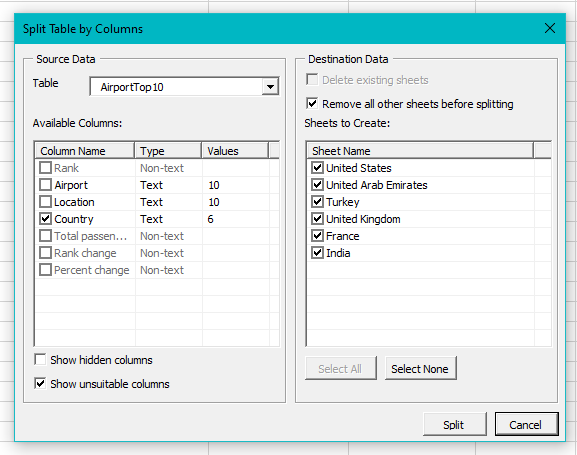 Split Table by Columns
Source Data
Table
AirportTop10
Available Columns:
Column Name Type Values
Rank Non-text
Airport Text 10
Location Text 10
Country Text 6
Total passen... Non-text
Rank change Non-text
Percent change Non-text
Show hidden columns
Show unsuitable columns
Destination Data
Delete existing sheets
Remove all other sheets before splitting
Sheets to Create:
Sheet Name
United States
United Arab Emirates
Turkey
United Kingdom
France
India
Select All Select None
Split Cancel